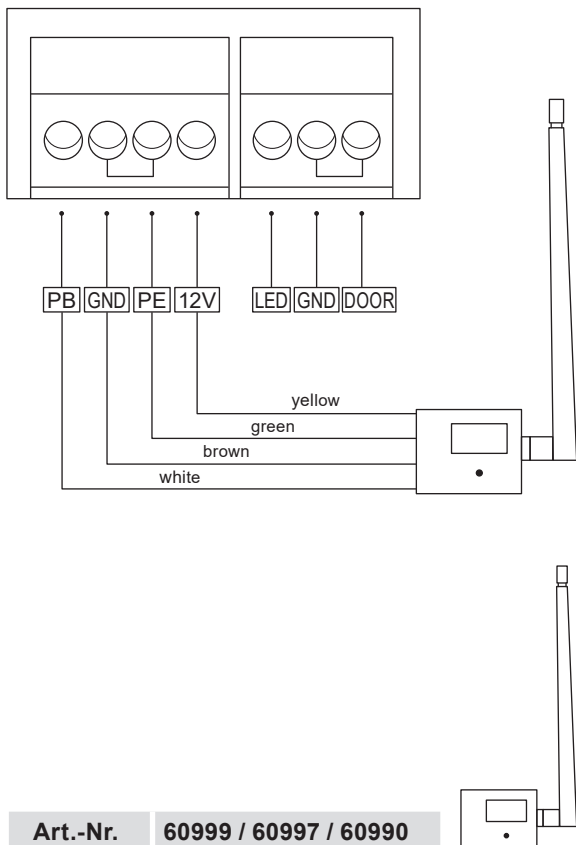 PB GND PE 12V LED GND DOOR
yellow
green
brown
white
Art.-Nr. 60999 / 60997 / 60990